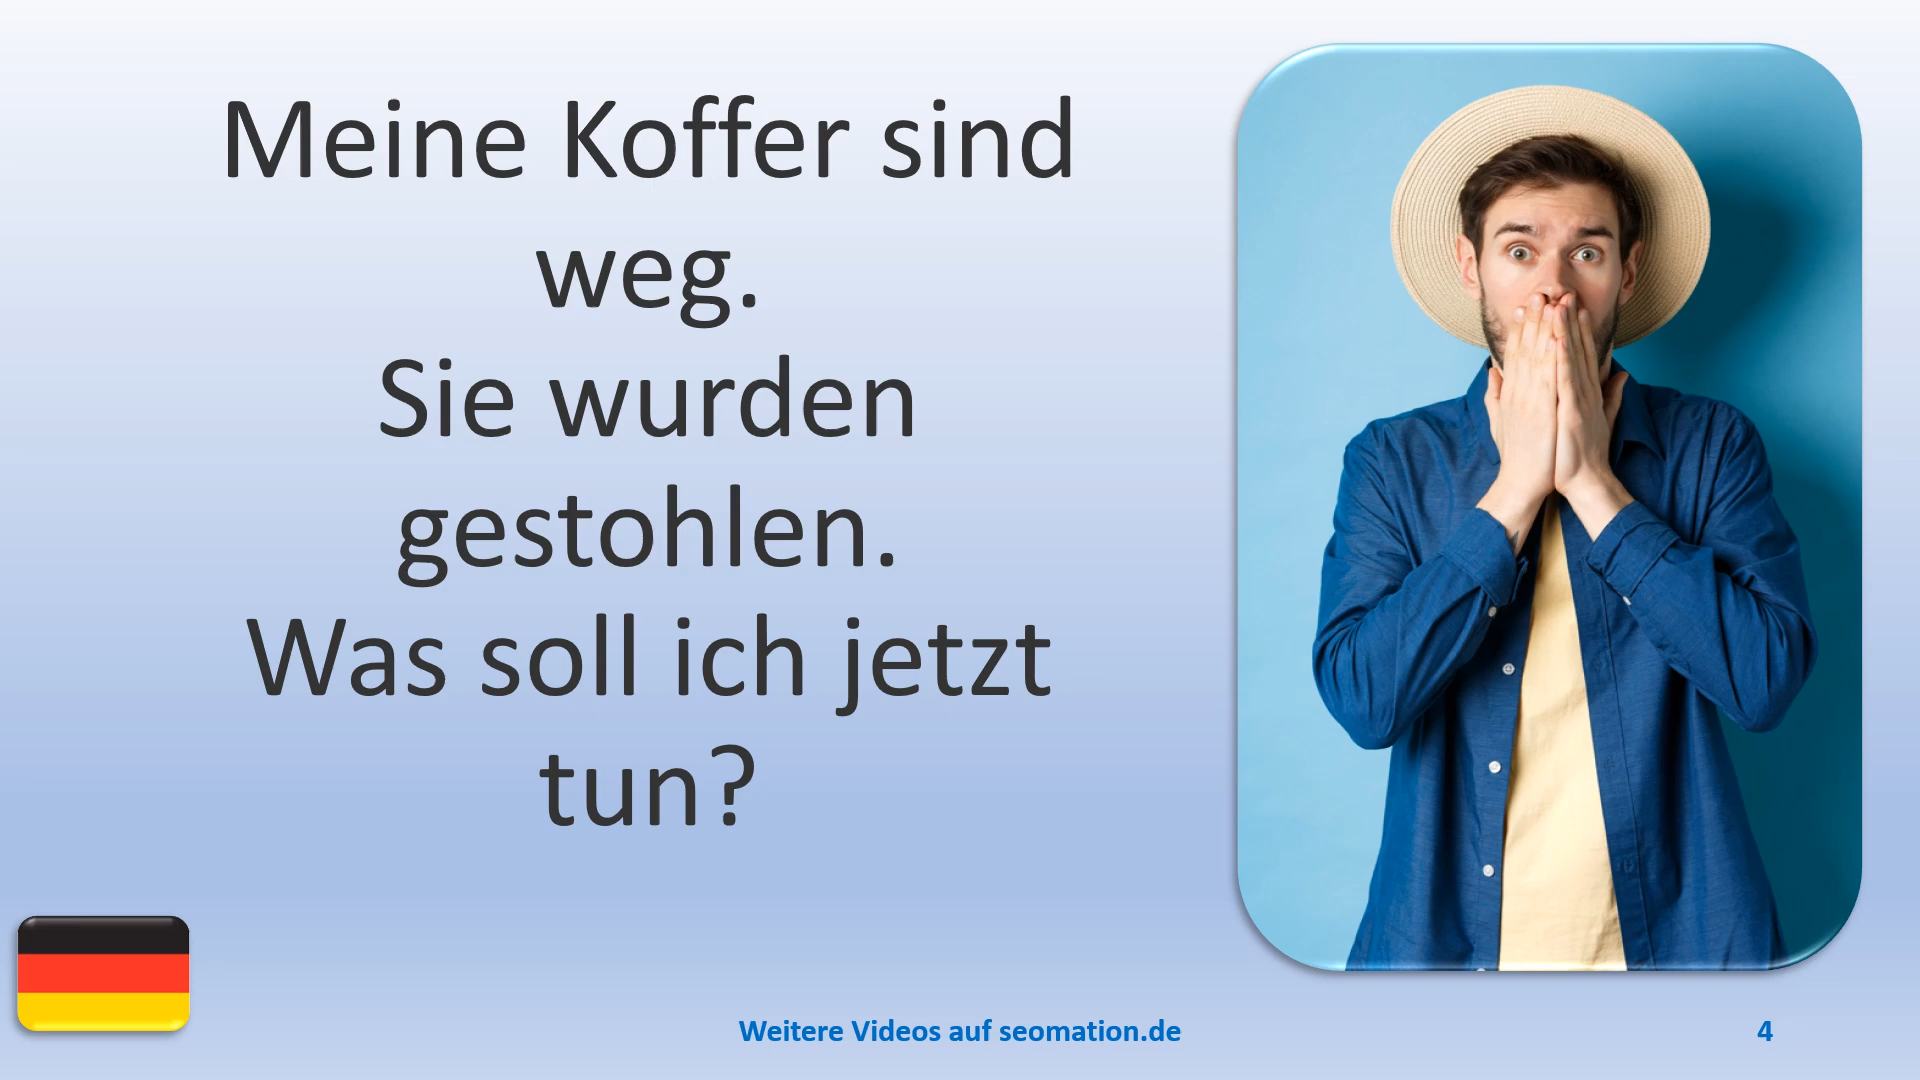 Meine Koffer sind
weg.
Sie wurden
gestohlen.
Was soll ich jetzt
tun?
Weitere Videos auf seomation.de
4